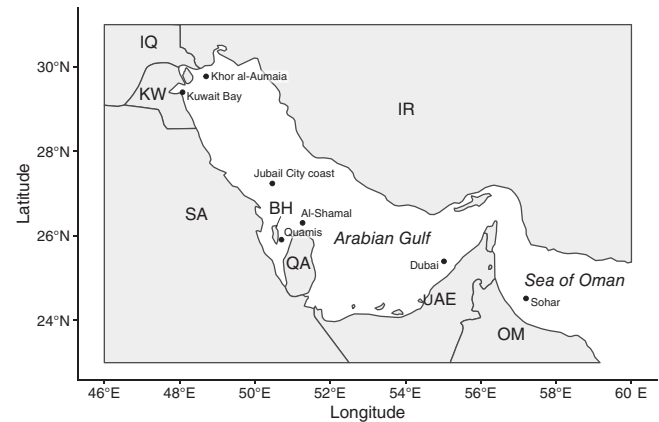 IQ
30°N
Khor al-Aumaia
KW
Kuwait Bay
IR
28°N
Jubail City coast
Latitude
SA
BH
Al-Shamal
26°N
Quamis
Arabian Gulf
QA
Dubai
Sea of Oman
UAE
Sohar
24°N
OM
46°E 48°E 50°E 52°E 54°E 56°E 58°E 60 E
Longitude